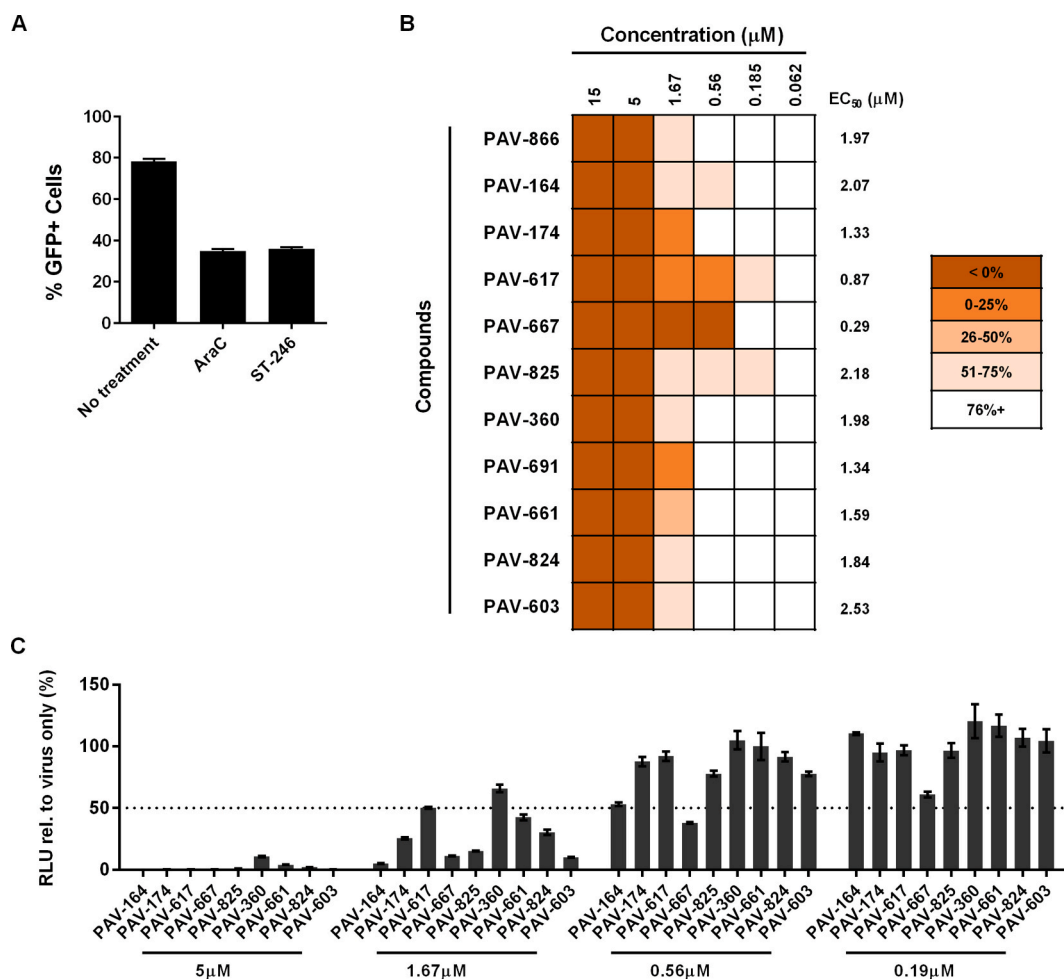 A
% GFP+ Cells
100
80
60
40
20
0
No treatment
AraC
ST-246
B
Concentration (µM)
15
5
1.67
0.56
0.185
0.062
EC50 (µM)
Compounds
PAV-866
1.97
PAV-164
2.07
PAV-174
1.33
PAV-617
0.87
PAV-667
0.29
PAV-825
2.18
PAV-360
1.98
PAV-691
1.34
PAV-661
1.59
PAV-824
1.84
PAV-603
2.53
< 0%
0-25%
26-50%
51-75%
76%+
C
RLU rel. to virus only (%)
150
100
50
0
PAV-164
PAV-174
PAV-617
PAV-667
PAV-825
PAV-360
PAV-661
PAV-824
PAV-603
5µM
PAV-164
PAV-174
PAV-617
PAV-667
PAV-825
PAV-360
PAV-661
PAV-824
PAV-603
1.67µM
PAV-164
PAV-174
PAV-617
PAV-667
PAV-825
PAV-360
PAV-661
PAV-824
PAV-603
0.56µM
PAV-164
PAV-174
PAV-617
PAV-667
PAV-825
PAV-360
PAV-661
PAV-824
PAV-603
0.19µM